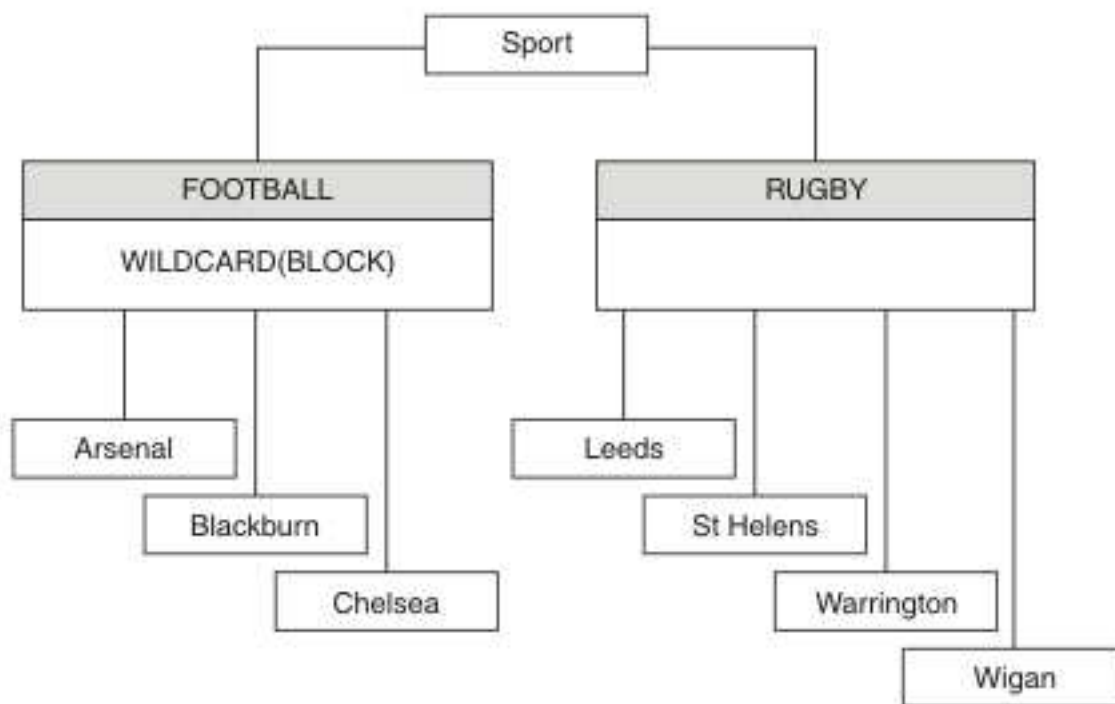 Sport
FOOTBALL
RUGBY
WILDCARD(BLOCK)
Arsenal
Leeds
Blackburn
St Helens
Chelsea
Warrington
Wigan